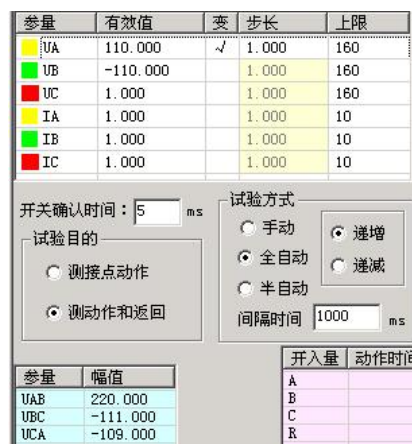 参量 有效值 变 步长 上限
UA 110.000 √ 1.000 160
UB -110.000 1.000 160
UC 1.000 1.000 160
IA 1.000 1.000 10
IB 1.000 1.000 10
IC 1.000 1.000 10
开关确认时间：5 ms
试验目的
测接点动作
测动作和返回
试验方式
手动
全自动
半自动
递增
递减
间隔时间 1000 ms
参量 幅值
UAB 220.000
UBC -111.000
UCA -109.000
开入量 动作时间
A
B
C
R